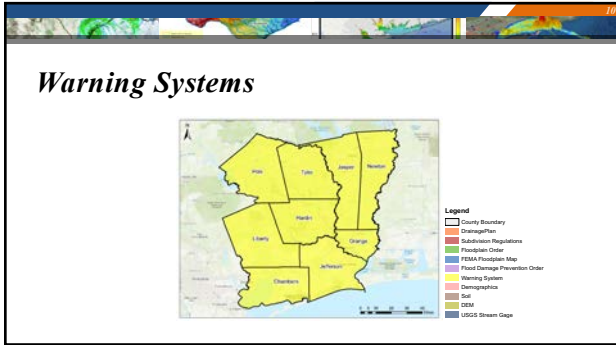 10
Warning Systems
N
Polk
Tyler
Jasper
Newton
Hardin
Liberty
Orange
Jefferson
Chambers
Miles
Legend
County Boundary
DrainagePlan
Subdivision Regulations
Floodplain Order
FEMA Floodplain Map
Flood Damage Prevention Order
Warning System
Demographics
Soil
DEM
USGS Stream Gage